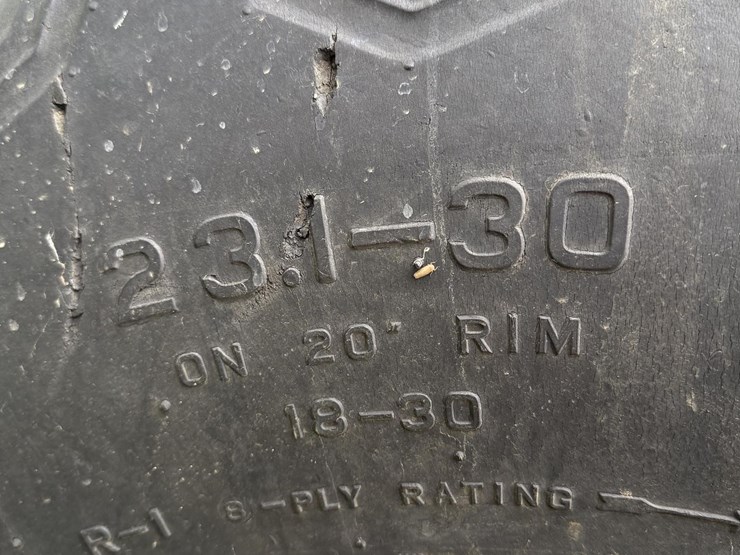 23.1-30
ON 20" RIM
18-30
R-1 8-PLY RATING